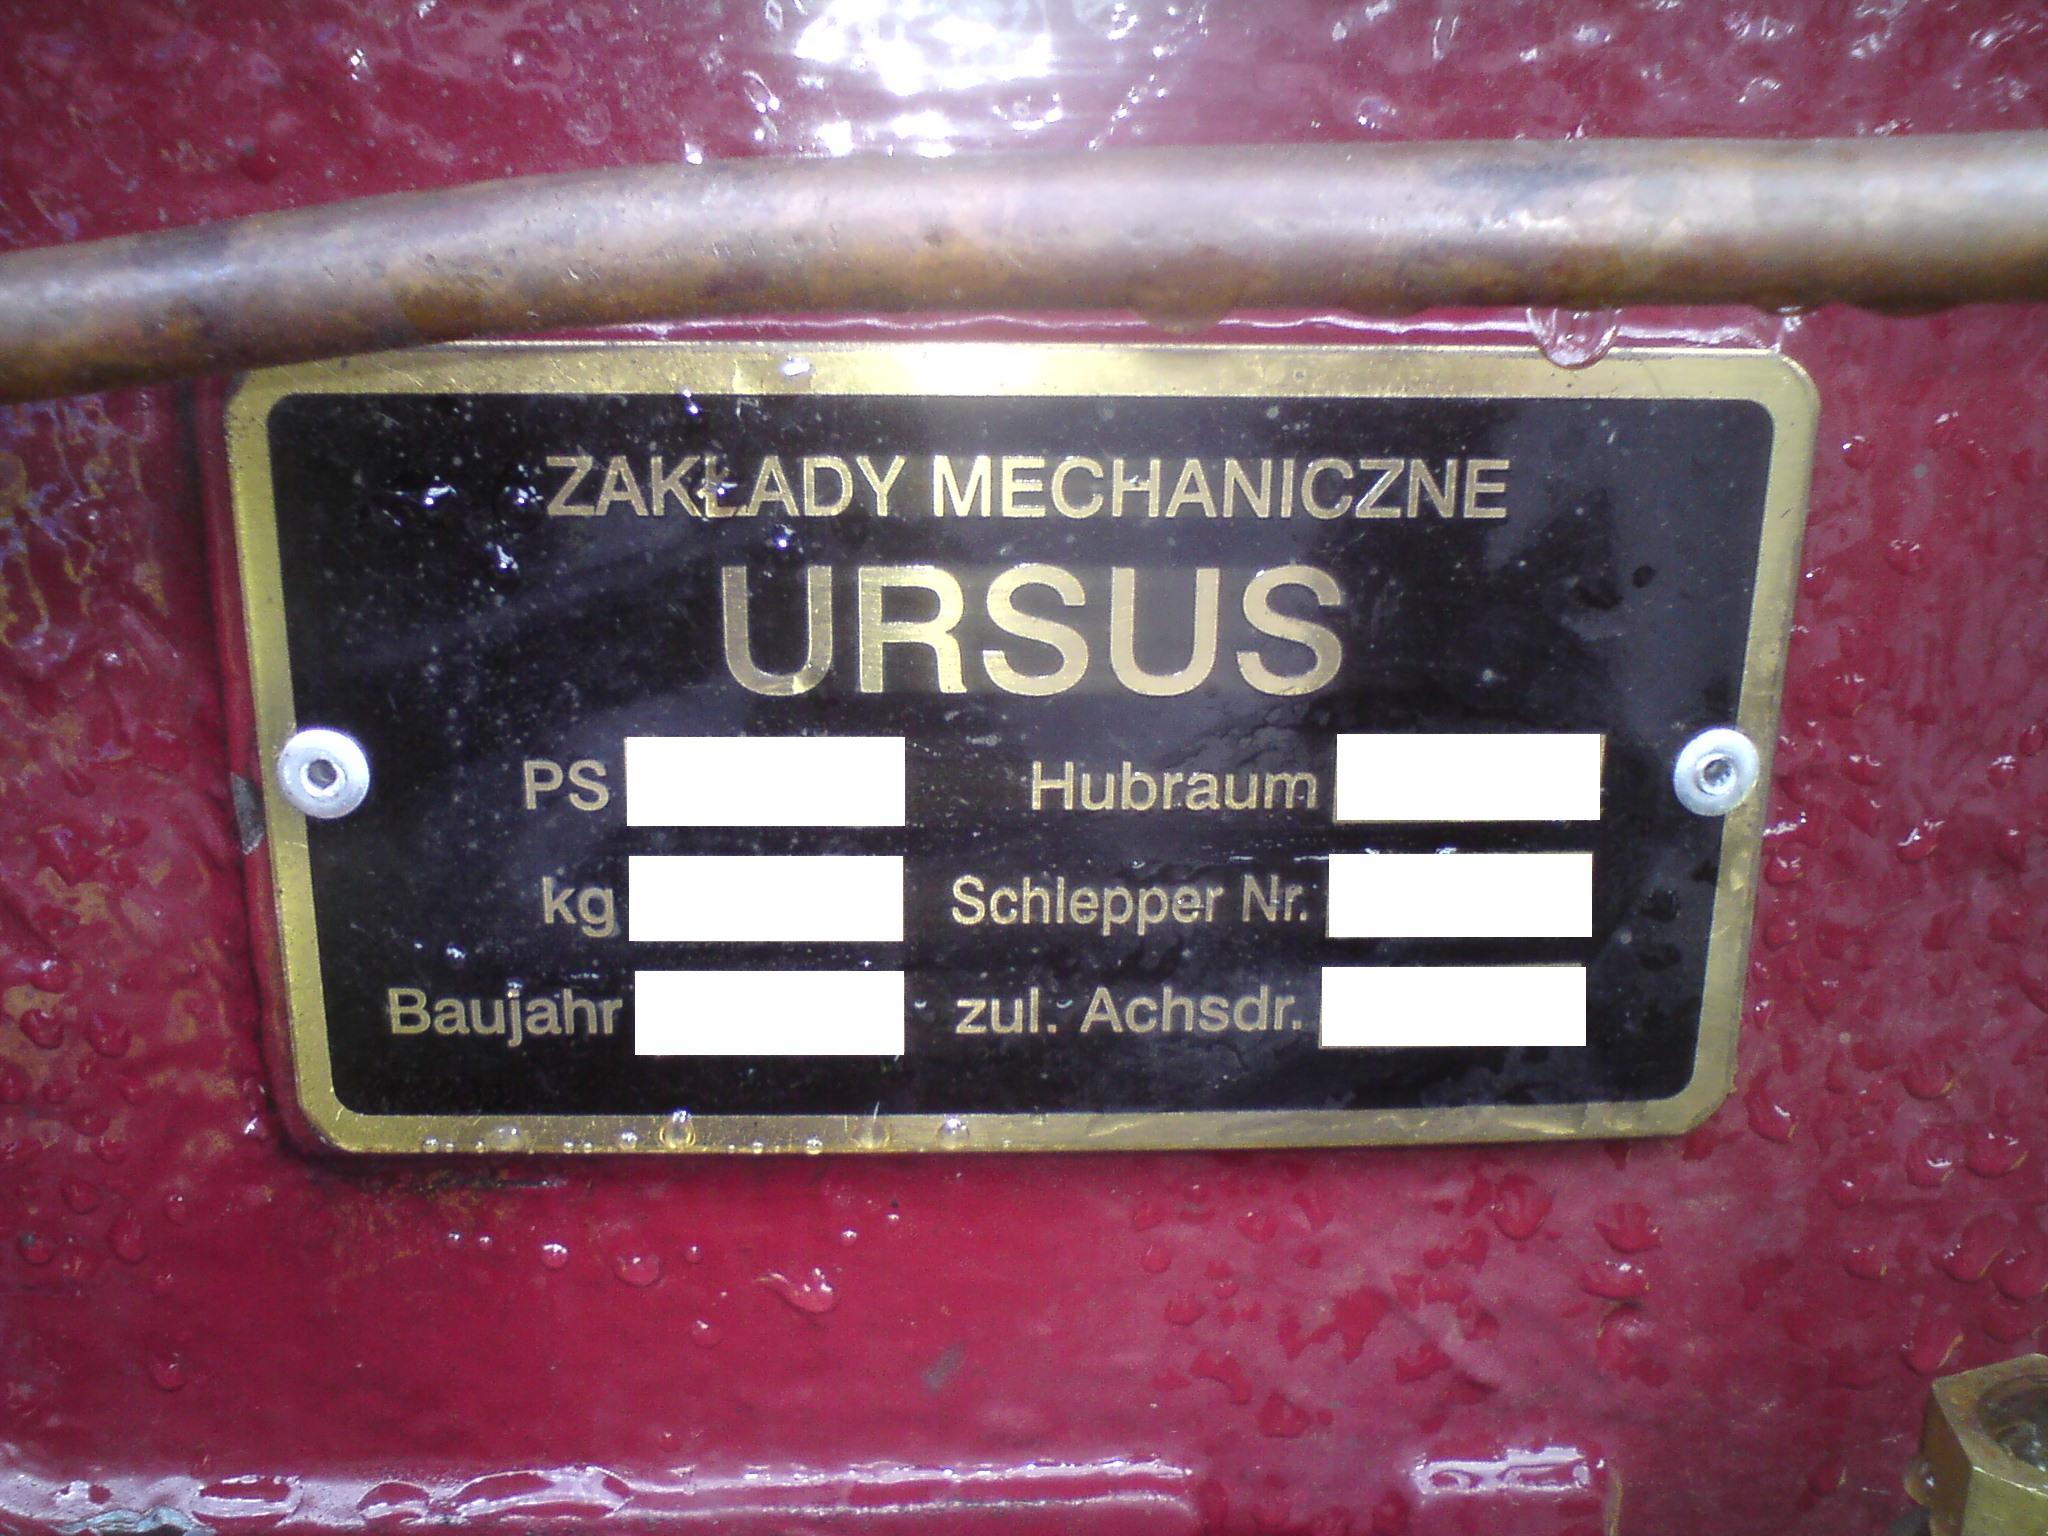 ZAKŁADY MECHANICZNE
URSUS
PS Hubraum
kg Schlepper Nr.
Baujahr zul. Achsdr.